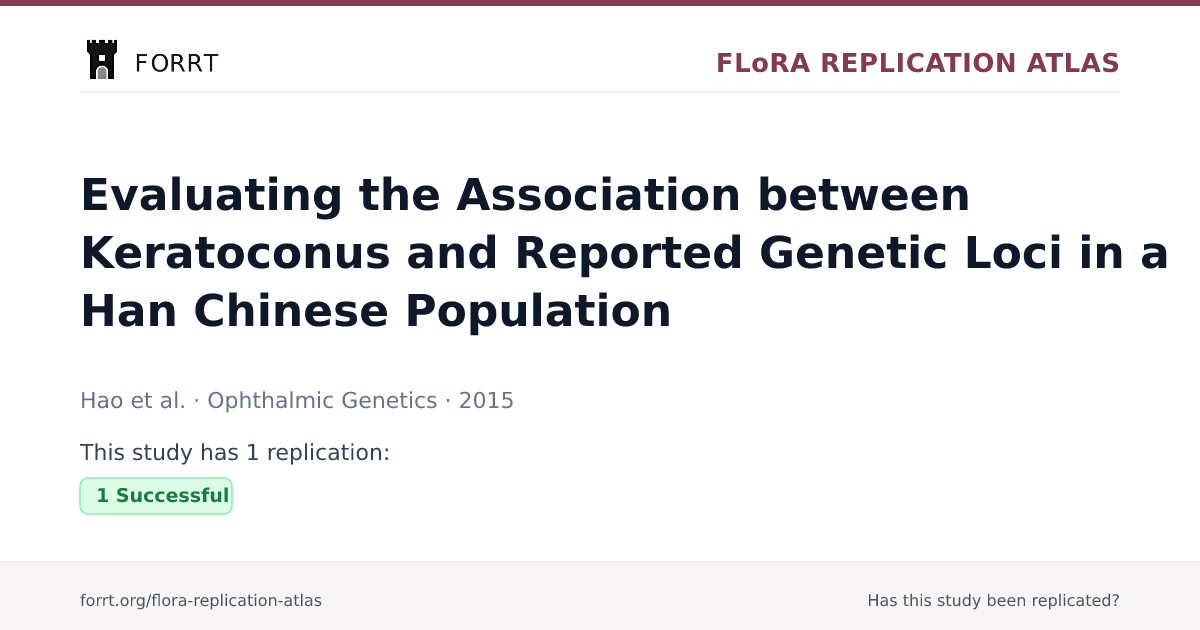 FORRT
FLoRA REPLICATION ATLAS
Evaluating the Association between
Keratoconus and Reported Genetic Loci in a
Han Chinese Population
Hao et al. · Ophthalmic Genetics · 2015
This study has 1 replication:
1 Successful
forrt.org/flora-replication-atlas
Has this study been replicated?